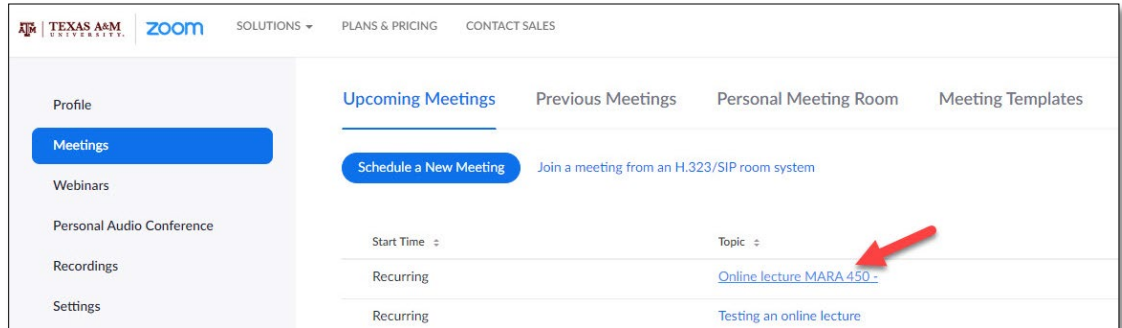 TEXAS A&M UNIVERSITY. zoom SOLUTIONS PLANS & PRICING CONTACT SALES
Profile
Meetings
Webinars
Personal Audio Conference
Recordings
Settings
Upcoming Meetings Previous Meetings Personal Meeting Room Meeting Templates
Schedule a New Meeting Join a meeting from an H.323/SIP room system
Start Time Topic
Recurring Online lecture MARA 450 -
Recurring Testing an online lecture